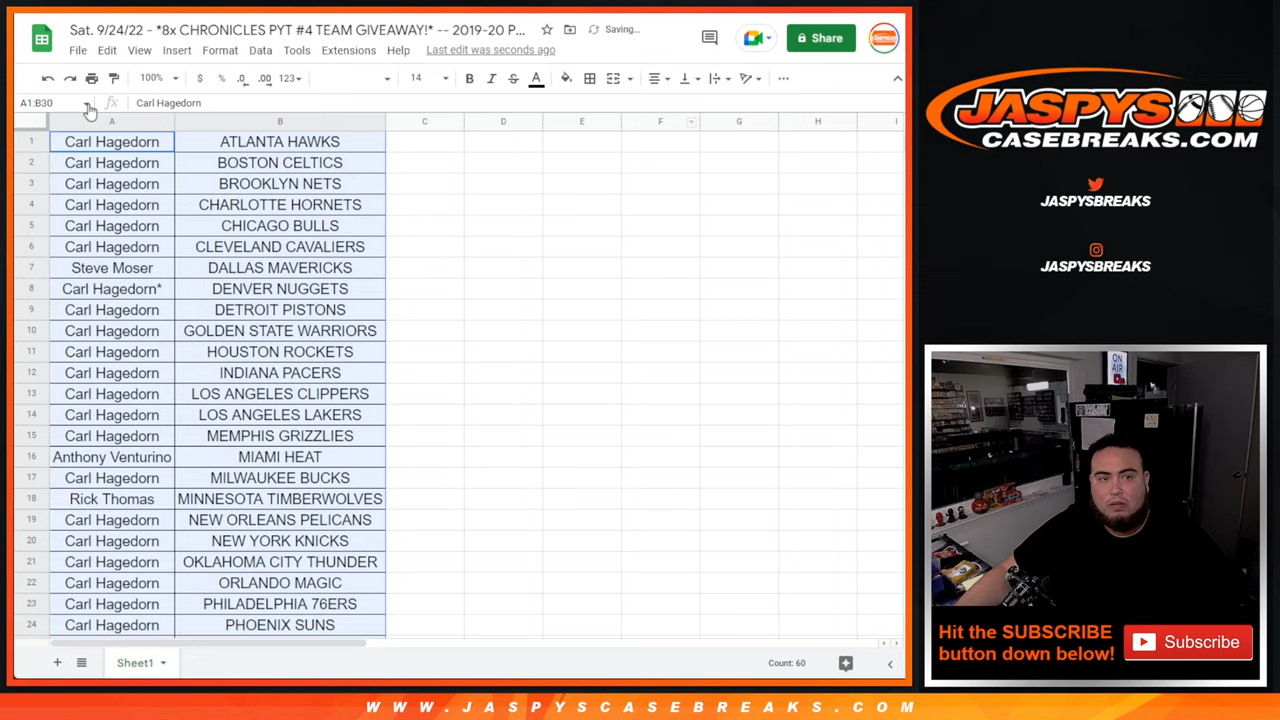 Sat. 9/24/22 - *8x CHRONICLES PYT #4 TEAM GIVEAWAY!* -- 2019-20 P...
Saving...
Share
File Edit View Insert Format Data Tools Extensions Help Last edit was seconds ago
100% $ % .0 .00 123 14 B I S A
A1:B30 fx Carl Hagedorn
A B C D E F G H I
1 Carl Hagedorn ATLANTA HAWKS
2 Carl Hagedorn BOSTON CELTICS
3 Carl Hagedorn BROOKLYN NETS
4 Carl Hagedorn CHARLOTTE HORNETS
5 Carl Hagedorn CHICAGO BULLS
6 Carl Hagedorn CLEVELAND CAVALIERS
7 Steve Moser DALLAS MAVERICKS
8 Carl Hagedorn* DENVER NUGGETS
9 Carl Hagedorn DETROIT PISTONS
10 Carl Hagedorn GOLDEN STATE WARRIORS
11 Carl Hagedorn HOUSTON ROCKETS
12 Carl Hagedorn INDIANA PACERS
13 Carl Hagedorn LOS ANGELES CLIPPERS
14 Carl Hagedorn LOS ANGELES LAKERS
15 Carl Hagedorn MEMPHIS GRIZZLIES
16 Anthony Venturino MIAMI HEAT
17 Carl Hagedorn MILWAUKEE BUCKS
18 Rick Thomas MINNESOTA TIMBERWOLVES
19 Carl Hagedorn NEW ORLEANS PELICANS
20 Carl Hagedorn NEW YORK KNICKS
21 Carl Hagedorn OKLAHOMA CITY THUNDER
22 Carl Hagedorn ORLANDO MAGIC
23 Carl Hagedorn PHILADELPHIA 76ERS
24 Carl Hagedorn PHOENIX SUNS
Sheet1
Count: 60
JASPYS
CASEBREAKS.COM
JASPYSBREAKS
JASPYSBREAKS
ON AIR
Hit the SUBSCRIBE
button down below!
Subscribe
WWW.JASPYSCASEBREAKS.COM